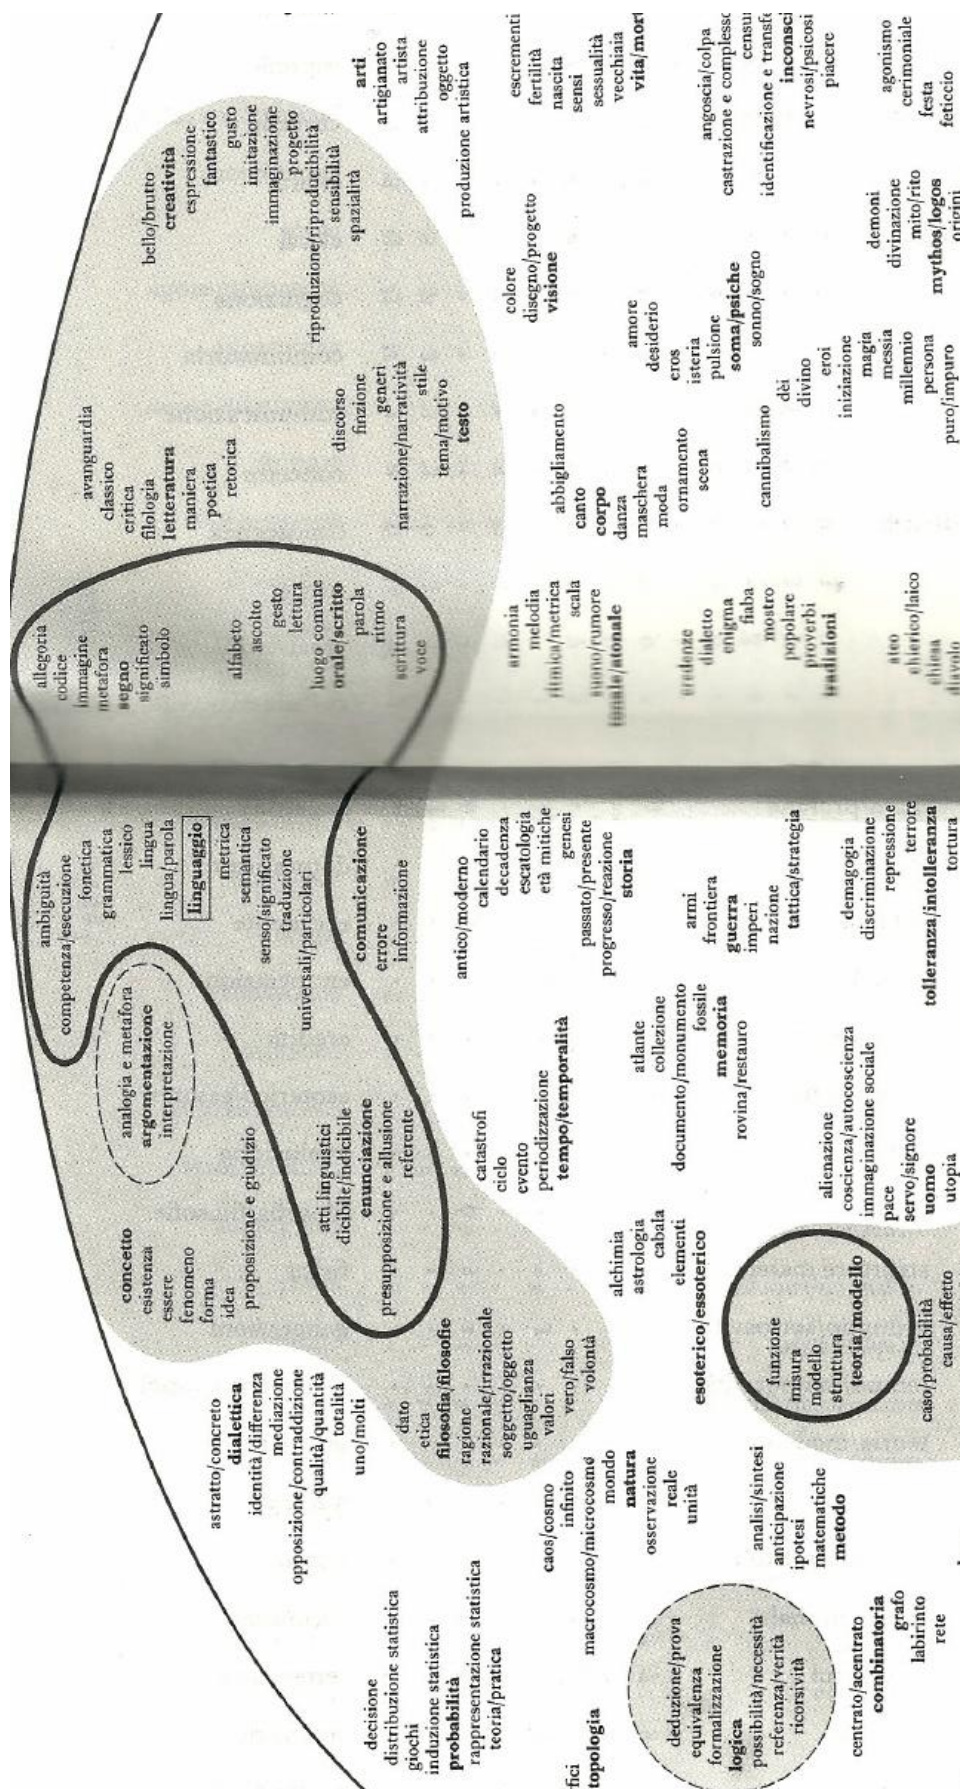 astratto/concreto
dialettica
identità/differenza
mediazione
opposizione/contraddizione
qualità/quantità
totalità
uno/molti
concetto
esistenza
essere
fenomeno
forma
idea
proposizione e giudizio
analogia e metafora
argomentazione
interpretazione
ambiguità
competenza/esecuzione
fonetica
grammatica
lessico
lingua
lingua/parola
linguaggio
metrica
semantica
senso/significato
traduzione
universali/particolari
allegoria
codice
immagine
metafora
segno
significato
simbolo
avanguardia
classico
critica
filologia
letteratura
maniera
poetica
retorica
bello/brutto
creatività
espressione
fantastico
gusto
imitazione
immaginazione
progetto
riproduzione/riproducibilità
sensibilità
spazialità
decisione
distribuzione statistica
giochi
induzione statistica
probabilità
rappresentazione statistica
teoria/pratica
dato
etica
filosofia/filosofie
ragione
razionale/irrazionale
soggetto/oggetto
uguaglianza
valori
vero/falso
volontà
atti linguistici
dicibile/indicibile
enunciazione
presupposizione e allusione
referente
comunicazione
errore
informazione
alfabeto
ascolto
gesto
lettura
luogo comune
orale/scritto
parola
ritmo
scrittura
voce
discorso
finzione
generi
narrazione/narratività
stile
tema/motivo
testo
arti
artigianato
artista
attribuzione
oggetto
produzione artistica
fici
topologia
caos/cosmo
infinito
macrocosmo/microcosmo
mondo
natura
osservazione
reale
unità
alchimia
astrologia
cabala
elementi
esoterico/essoterico
catastrofi
ciclo
evento
periodizzazione
tempo/temporalità
antico/moderno
calendario
decadenza
escatologia
età mitiche
genesi
passato/presente
progresso/reazione
storia
armonia
melodia
ritmica/metrica
scala
suono/rumore
tonale/atonale
abbigliamento
canto
corpo
danza
maschera
moda
ornamento
scena
colore
disegno/progetto
visione
escrementi
fertilità
nascita
sensi
sessualità
vecchiaia
vita/mort
deduzione/prova
equivalenza
formalizzazione
logica
possibilità/necessità
referenza/verità
ricorsività
analisi/sintesi
anticipazione
ipotesi
matematiche
metodo
funzione
misura
modello
struttura
teoria/modello
atlante
collezione
documento/monumento
fossile
memoria
rovina/restauro
armi
frontiera
guerra
imperi
nazione
tattica/strategia
credenze
dialetto
enigma
fiaba
mostro
popolare
proverbi
tradizioni
cannibalismo
dèi
divino
eroi
iniziazione
magia
messia
millennio
persona
puro/impuro
amore
desiderio
eros
isteria
pulsione
soma/psiche
sonno/sogno
angoscia/colpa
castrazione e complesso
censu
identificazione e transfe
inconsci
nevrosi/psicosi
piacere
centrato/acentrato
combinatoria
grafo
labirinto
rete
caso/probabilità
causa/effetto
alienazione
coscienza/autocoscienza
immaginazione sociale
pace
servo/signore
uomo
utopia
demagogia
discriminazione
repressione
terrore
tolleranza/intolleranza
tortura
ateo
chierico/laico
chiesa
diavolo
demoni
divinazione
mito/rito
mythos/logos
origini
agonismo
cerimoniale
festa
feticcio